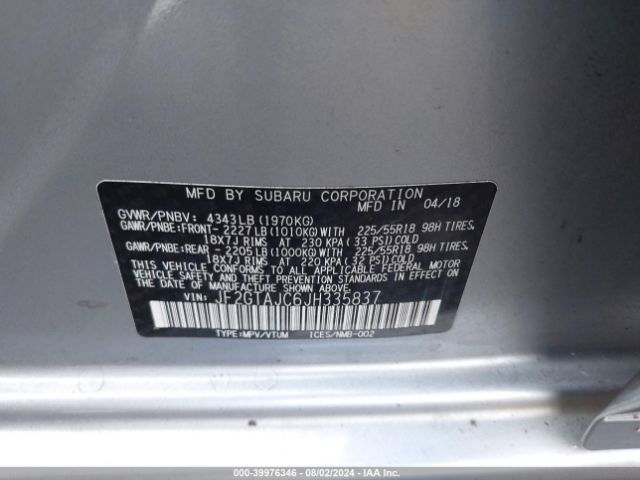 MFD BY SUBARU CORPORATION
MFD IN 04/18
GVWR/PNBV: 4343LB(1970KG)
GAWR/PNBE:FRONT- 2227LB(1010KG)WITH 225/55R18 98H TIRES,
18X7J RIMS AT 230 KPA(33 PSI)COLD
GAWR/PNBE:REAR - 2205LB(1000KG)WITH 225/55R18 98H TIRES,
18X7J RIMS AT 220 KPA(32 PSI)COLD
THIS VEHICLE CONFORMS TO ALL APPLICABLE FEDERAL MOTOR
VEHICLE SAFETY AND THEFT PREVENTION STANDARDS IN EFFECT
ON THE DATE OF MANUFACTURE SHOWN ABOVE.
JF2GTAJC6JH335837
TYPE:MPV/VTUM ICES/NMB-002
000-39976346 - 08/02/2024 - IAA Inc.